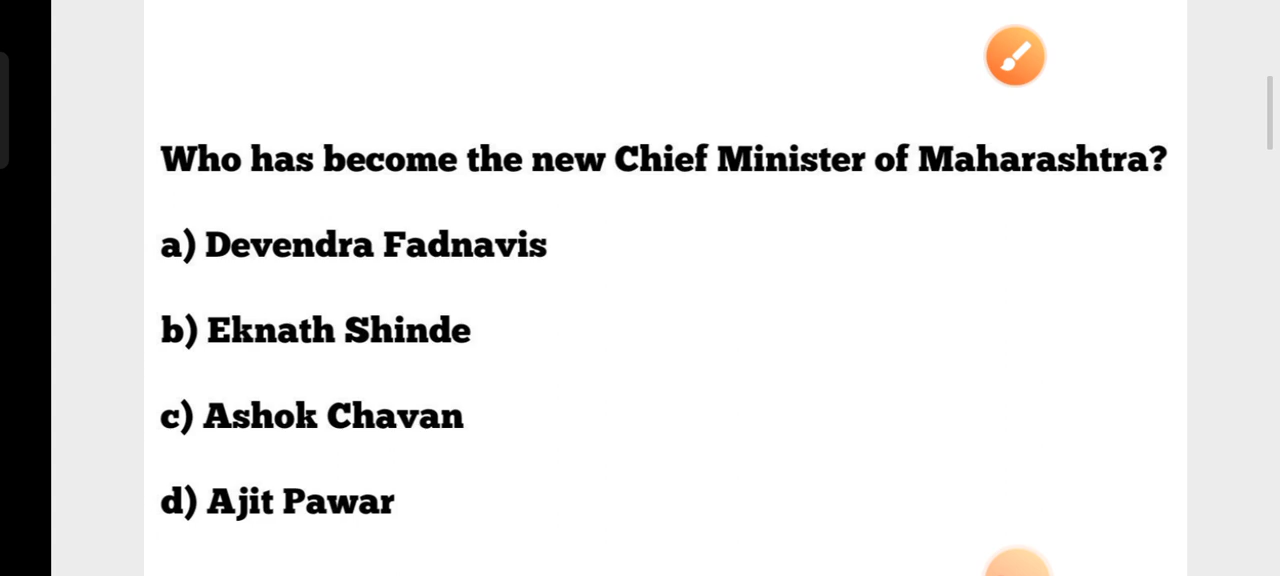 Who has become the new Chief Minister of Maharashtra?
a) Devendra Fadnavis
b) Eknath Shinde
c) Ashok Chavan
d) Ajit Pawar